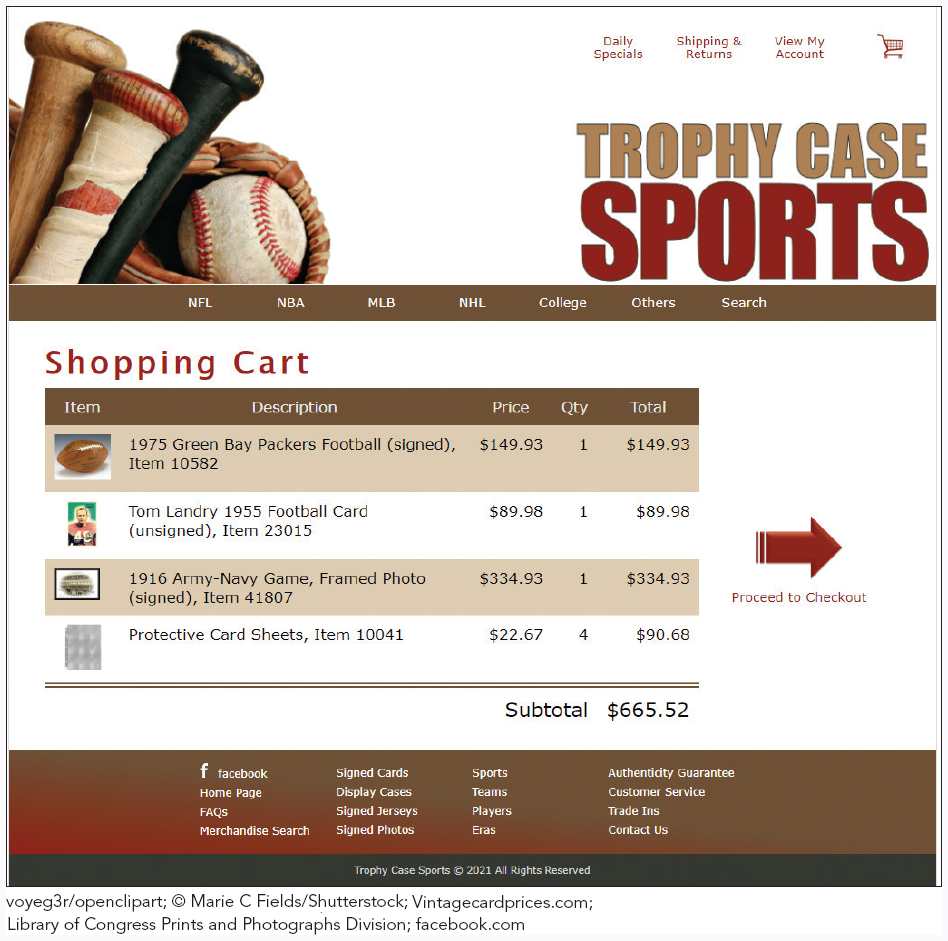 Daily Specials
Shipping & Returns
View My Account
TROPHY CASE
SPORTS
NFL NBA MLB NHL College Others Search
Shopping Cart
Item Description Price Qty Total
1975 Green Bay Packers Football (signed), $149.93 1 $149.93
Item 10582
Tom Landry 1955 Football Card $89.98 1 $89.98
(unsigned), Item 23015
1916 Army-Navy Game, Framed Photo $334.93 1 $334.93
(signed), Item 41807
Protective Card Sheets, Item 10041 $22.67 4 $90.68
Proceed to Checkout
Subtotal $665.52
f facebook Signed Cards Sports Authenticity Guarantee
Home Page Display Cases Teams Customer Service
FAQs Signed Jerseys Players Trade Ins
Merchandise Search Signed Photos Eras Contact Us
Trophy Case Sports © 2021 All Rights Reserved
voyeg3r/openclipart; © Marie C Fields/Shutterstock; Vintagecardprices.com;
Library of Congress Prints and Photographs Division; facebook.com